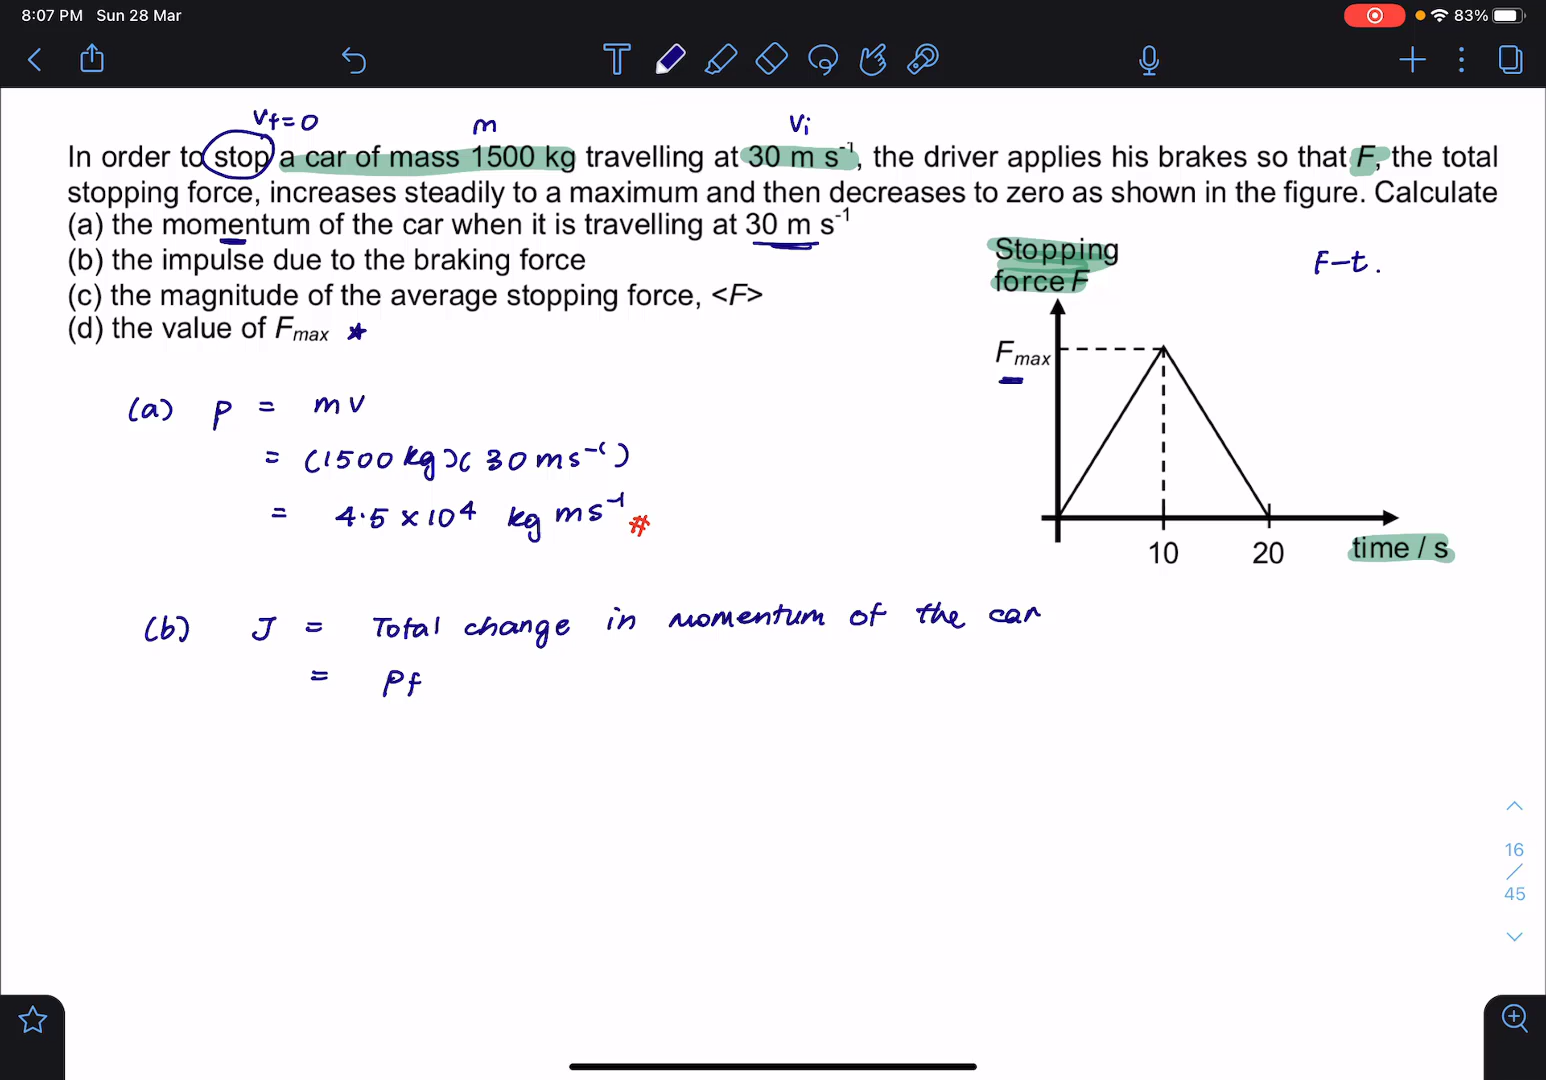 8:07 PM Sun 28 Mar
83%
T
vf=0
m
vi
In order to stop a car of mass 1500 kg travelling at 30 m s⁻¹, the driver applies his brakes so that F, the total
stopping force, increases steadily to a maximum and then decreases to zero as shown in the figure. Calculate
(a) the momentum of the car when it is travelling at 30 m s⁻¹
(b) the impulse due to the braking force
(c) the magnitude of the average stopping force, <F>
(d) the value of Fmax ★
Stopping
force F
F-t.
Fmax
10
20
time / s
(a) p = mv
= (1500 kg)(30 ms⁻¹)
= 4.5 × 10⁴ kg ms⁻¹ #
(b) J = Total change in momentum of the car
= pf
16
/
45